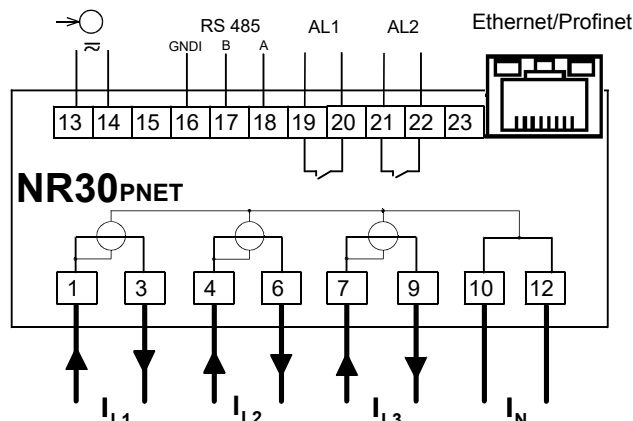 RS 485 AL1 AL2 Ethernet/Profinet
GNDI B A
13 14 15 16 17 18 19 20 21 22 23
NR30PNET
1 3 4 6 7 9 10 12
IL1 IL2 IL3 IN